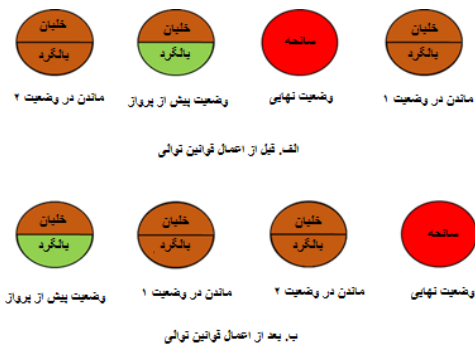 خلبان خلبان سانحه خلبان
بالگرد بالگرد بالگرد
ماندن در وضعیت ۱ وضعیت نهایی وضعیت پیش از پرواز ماندن در وضعیت ۲
الف. قبل از اعمال قوانین توالی
خلبان خلبان خلبان سانحه
بالگرد بالگرد بالگرد
وضعیت نهایی ماندن در وضعیت ۲ ماندن در وضعیت ۱ وضعیت پیش از پرواز
ب. بعد از اعمال قوانین توالی